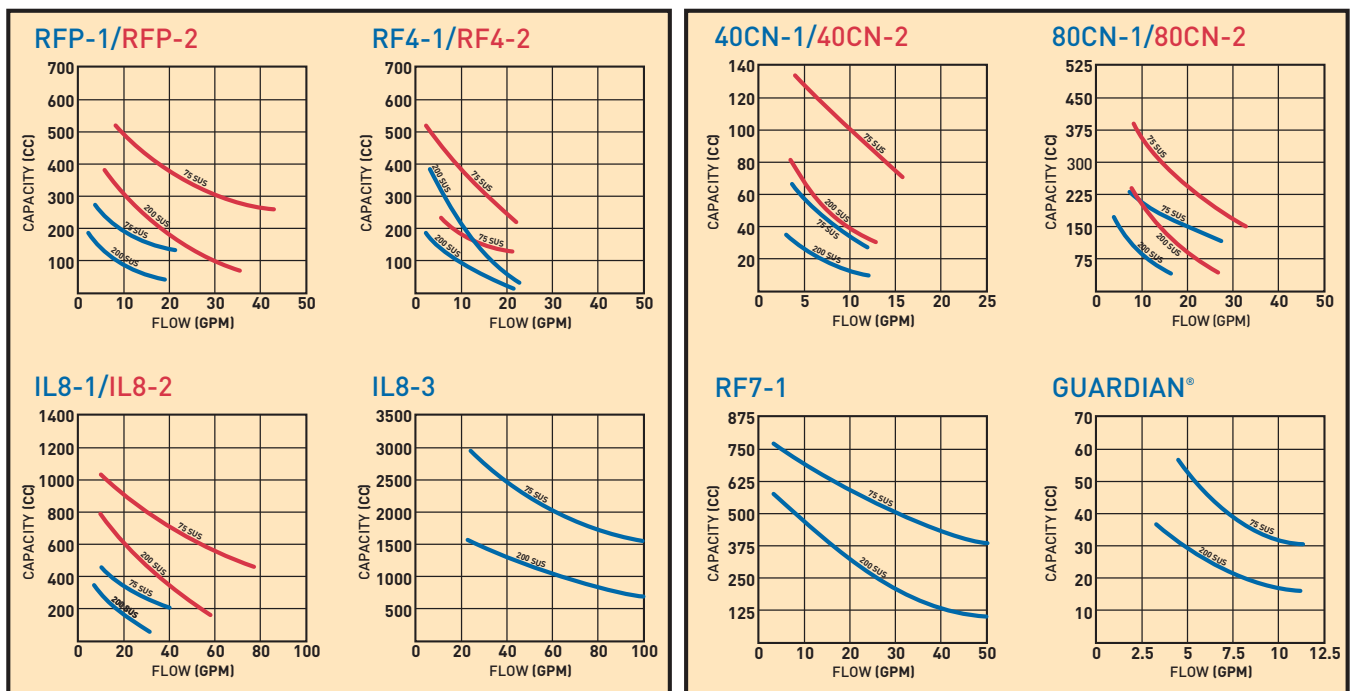 RFP-1/RFP-2
CAPACITY (CC)
700
600
500
400
300
200
100
75 SUS
200 SUS
75 SUS
200 SUS
0 10 20 30 40 50
FLOW (GPM)
RF4-1/RF4-2
CAPACITY (CC)
700
600
500
400
300
200
100
75 SUS
200 SUS
75 SUS
200 SUS
0 10 20 30 40 50
FLOW (GPM)
40CN-1/40CN-2
CAPACITY (CC)
140
120
100
80
60
40
20
75 SUS
200 SUS
75 SUS
200 SUS
0 5 10 15 25
FLOW (GPM)
80CN-1/80CN-2
CAPACITY (CC)
525
450
375
300
225
150
75
75 SUS
75 SUS
200 SUS
200 SUS
0 10 20 30 80 50
FLOW (GPM)
IL8-1/IL8-2
CAPACITY (CC)
1400
1200
1000
800
600
400
200
75 SUS
200 SUS
75 SUS
200 SUS
0 20 40 60 80 100
FLOW (GPM)
IL8-3
CAPACITY (CC)
3500
3000
2500
2000
1500
1000
500
75 SUS
200 SUS
0 20 40 60 80 100
FLOW (GPM)
RF7-1
CAPACITY (CC)
875
750
625
500
375
250
125
75 SUS
200 SUS
0 10 20 30 40 50
FLOW (GPM)
GUARDIAN®
CAPACITY (CC)
70
60
50
40
30
20
10
75 SUS
200 SUS
0 2.5 5 7.5 10 12.5
FLOW (GPM)